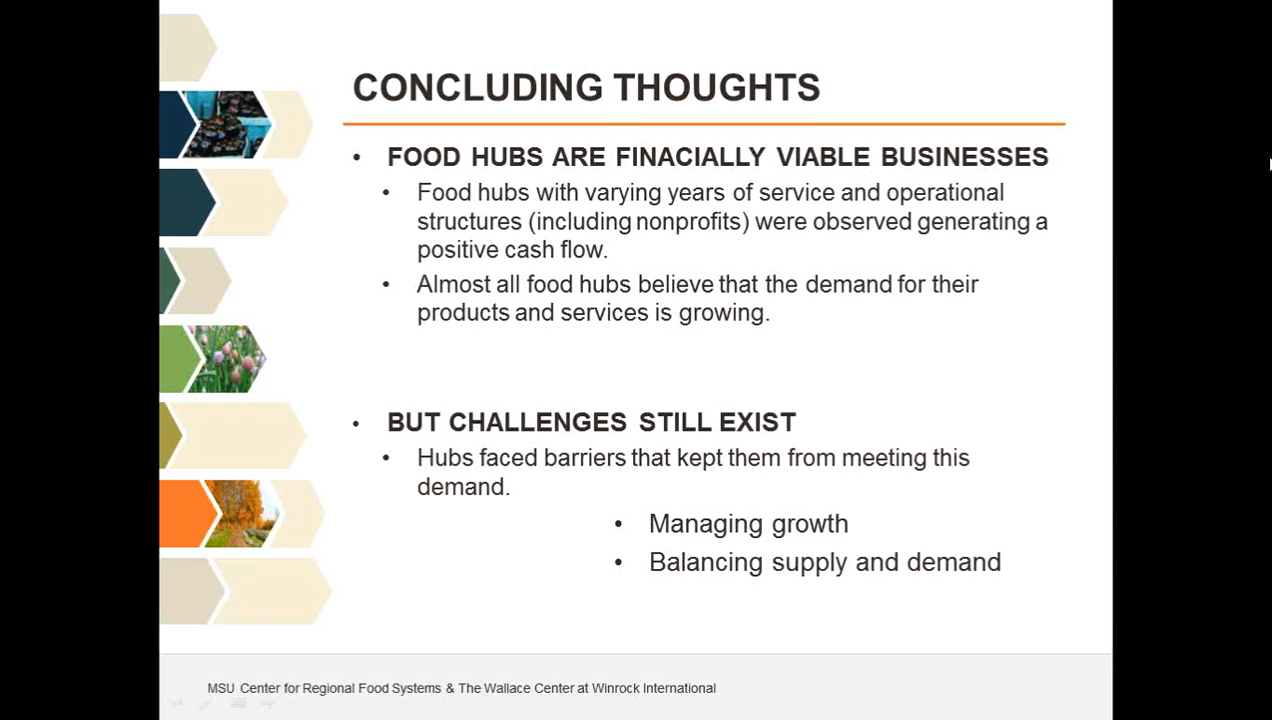 CONCLUDING THOUGHTS
• FOOD HUBS ARE FINACIALLY VIABLE BUSINESSES
• Food hubs with varying years of service and operational
structures (including nonprofits) were observed generating a
positive cash flow.
• Almost all food hubs believe that the demand for their
products and services is growing.
• BUT CHALLENGES STILL EXIST
• Hubs faced barriers that kept them from meeting this
demand.
• Managing growth
• Balancing supply and demand
MSU Center for Regional Food Systems & The Wallace Center at Winrock International